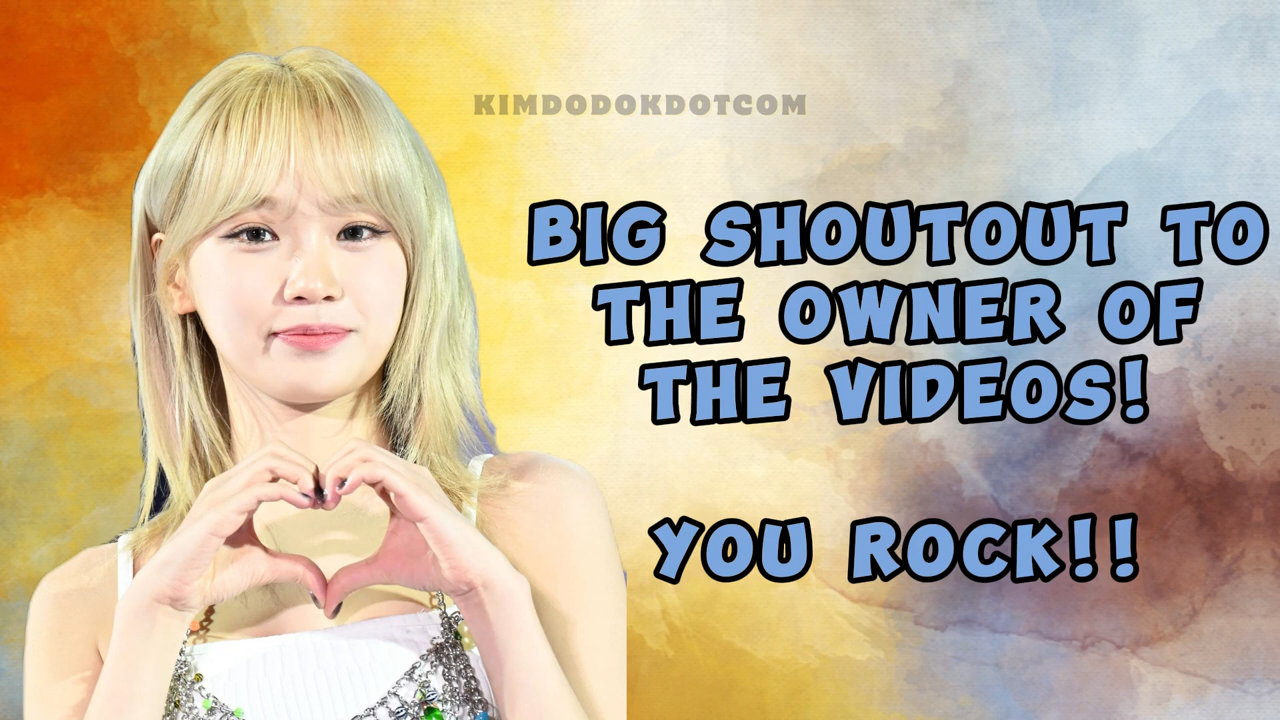 KIMDODOKDOTCOM
BIG SHOUTOUT TO
THE OWNER OF
THE VIDEOS!
YOU ROCK!!